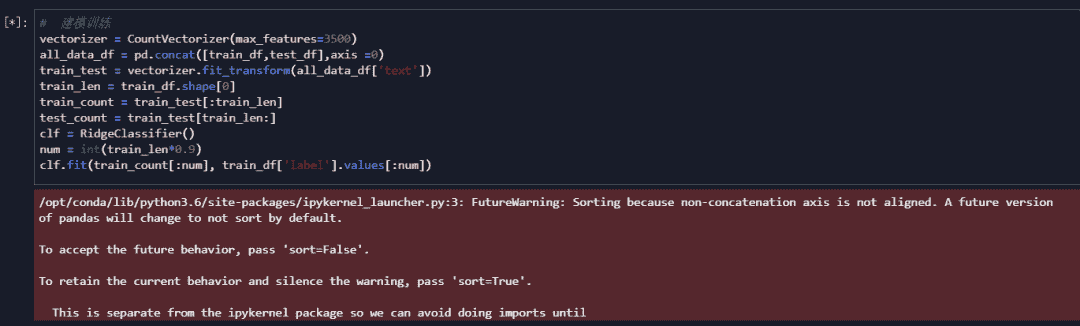 [*]: # 建模训练
vectorizer = CountVectorizer(max_features=3500)
all_data_df = pd.concat([train_df,test_df],axis =0)
train_test = vectorizer.fit_transform(all_data_df['text'])
train_len = train_df.shape[0]
train_count = train_test[:train_len]
test_count = train_test[train_len:]
clf = RidgeClassifier()
num = int(train_len*0.9)
clf.fit(train_count[:num], train_df['label'].values[:num])
/opt/conda/lib/python3.6/site-packages/ipykernel_launcher.py:3: FutureWarning: Sorting because non-concatenation axis is not aligned. A future version
of pandas will change to not sort by default.
To accept the future behavior, pass 'sort=False'.
To retain the current behavior and silence the warning, pass 'sort=True'.
This is separate from the ipykernel package so we can avoid doing imports until